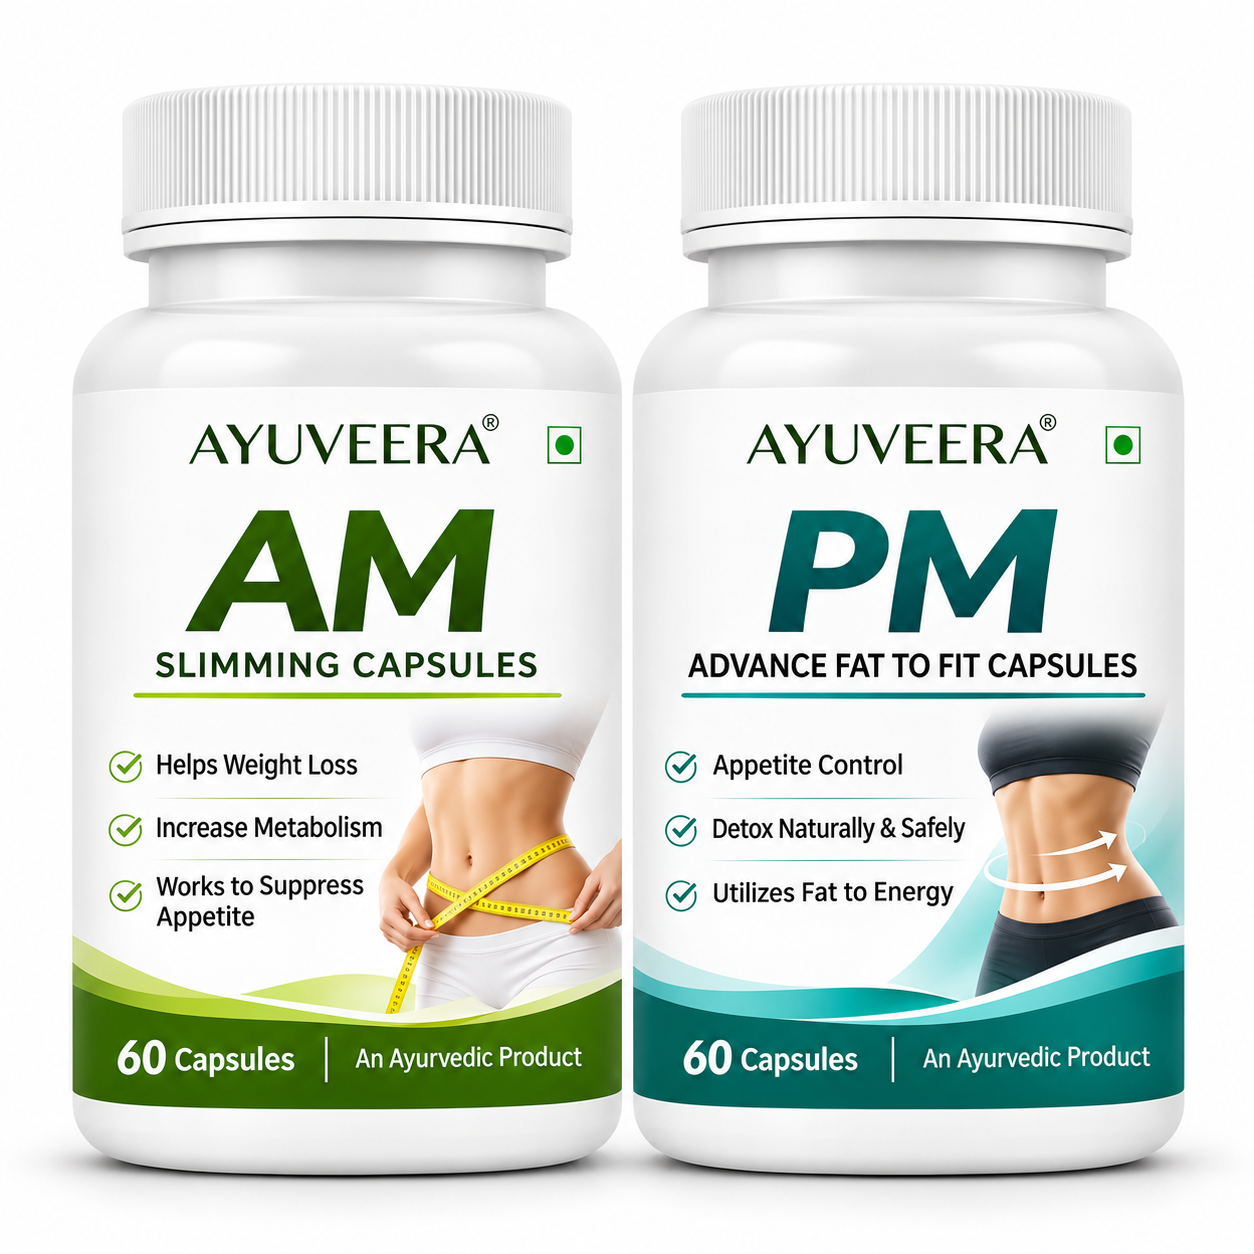 AYUVEERA®
AM
SLIMMING CAPSULES
Helps Weight Loss
Increase Metabolism
Works to Suppress
Appetite
60 Capsules | An Ayurvedic Product
AYUVEERA®
PM
ADVANCE FAT TO FIT CAPSULES
Appetite Control
Detox Naturally & Safely
Utilizes Fat to Energy
60 Capsules | An Ayurvedic Product